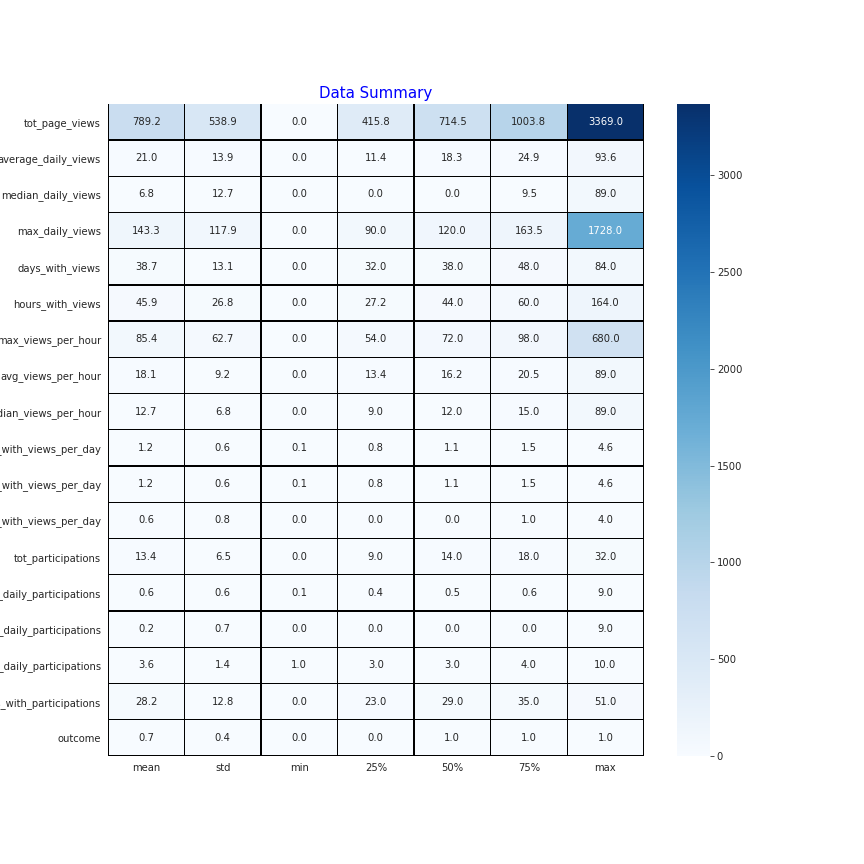 Data Summary
tot_page_views 789.2 538.9 0.0 415.8 714.5 1003.8 3369.0
average_daily_views 21.0 13.9 0.0 11.4 18.3 24.9 93.6
median_daily_views 6.8 12.7 0.0 0.0 0.0 9.5 89.0
max_daily_views 143.3 117.9 0.0 90.0 120.0 163.5 1728.0
days_with_views 38.7 13.1 0.0 32.0 38.0 48.0 84.0
hours_with_views 45.9 26.8 0.0 27.2 44.0 60.0 164.0
max_views_per_hour 85.4 62.7 0.0 54.0 72.0 98.0 680.0
avg_views_per_hour 18.1 9.2 0.0 13.4 16.2 20.5 89.0
dian_views_per_hour 12.7 6.8 0.0 9.0 12.0 15.0 89.0
_with_views_per_day 1.2 0.6 0.1 0.8 1.1 1.5 4.6
_with_views_per_day 1.2 0.6 0.1 0.8 1.1 1.5 4.6
_with_views_per_day 0.6 0.8 0.0 0.0 0.0 1.0 4.0
tot_participations 13.4 6.5 0.0 9.0 14.0 18.0 32.0
_daily_participations 0.6 0.6 0.1 0.4 0.5 0.6 9.0
_daily_participations 0.2 0.7 0.0 0.0 0.0 0.0 9.0
_daily_participations 3.6 1.4 1.0 3.0 3.0 4.0 10.0
_with_participations 28.2 12.8 0.0 23.0 29.0 35.0 51.0
outcome 0.7 0.4 0.0 0.0 1.0 1.0 1.0
mean std min 25% 50% 75% max
3000
2500
2000
1500
1000
500
0